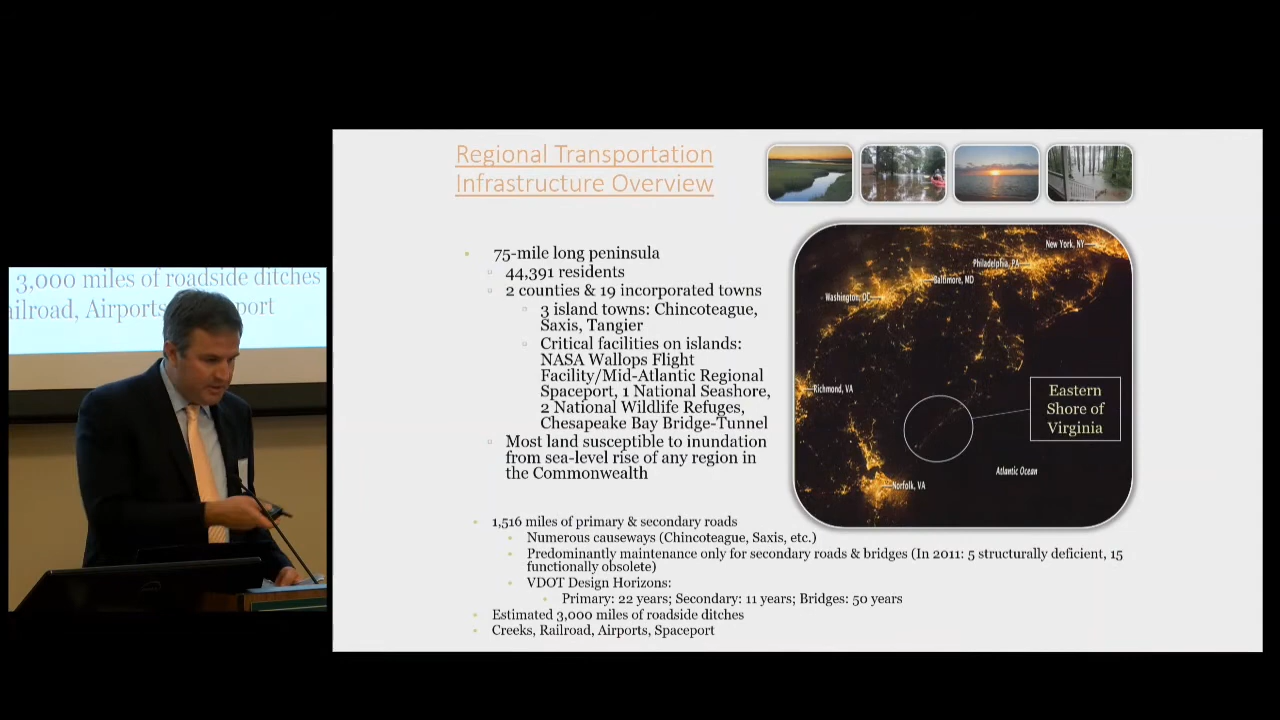 3,000 miles of roadside ditches
ailroad, Airports port
Regional Transportation
Infrastructure Overview
75-mile long peninsula
44,391 residents
2 counties & 19 incorporated towns
3 island towns: Chincoteague,
Saxis, Tangier
Critical facilities on islands:
NASA Wallops Flight
Facility/Mid-Atlantic Regional
Spaceport, 1 National Seashore,
2 National Wildlife Refuges,
Chesapeake Bay Bridge-Tunnel
Most land susceptible to inundation
from sea-level rise of any region in
the Commonwealth
New York, NY
Philadelphia, PA
Baltimore, MD
Washington, DC
Richmond, VA
Eastern
Shore of
Virginia
Atlantic Ocean
Norfolk, VA
1,516 miles of primary & secondary roads
Numerous causeways (Chincoteague, Saxis, etc.)
Predominantly maintenance only for secondary roads & bridges (In 2011: 5 structurally deficient, 15
functionally obsolete)
VDOT Design Horizons:
Primary: 22 years; Secondary: 11 years; Bridges: 50 years
Estimated 3,000 miles of roadside ditches
Creeks, Railroad, Airports, Spaceport